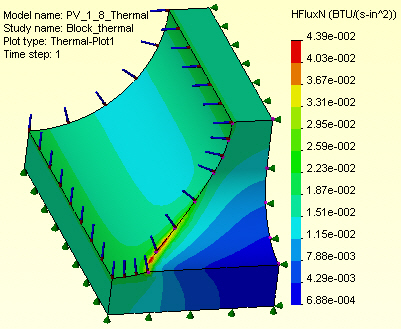 Model name: PV_1_8_Thermal
Study name: Block_thermal
Plot type: Thermal-Plot1
Time step: 1
HFluxN (BTU/(s-in^2))
4.39e-002
4.03e-002
3.67e-002
3.31e-002
2.95e-002
2.59e-002
2.23e-002
1.87e-002
1.51e-002
1.15e-002
7.88e-003
4.29e-003
6.88e-004